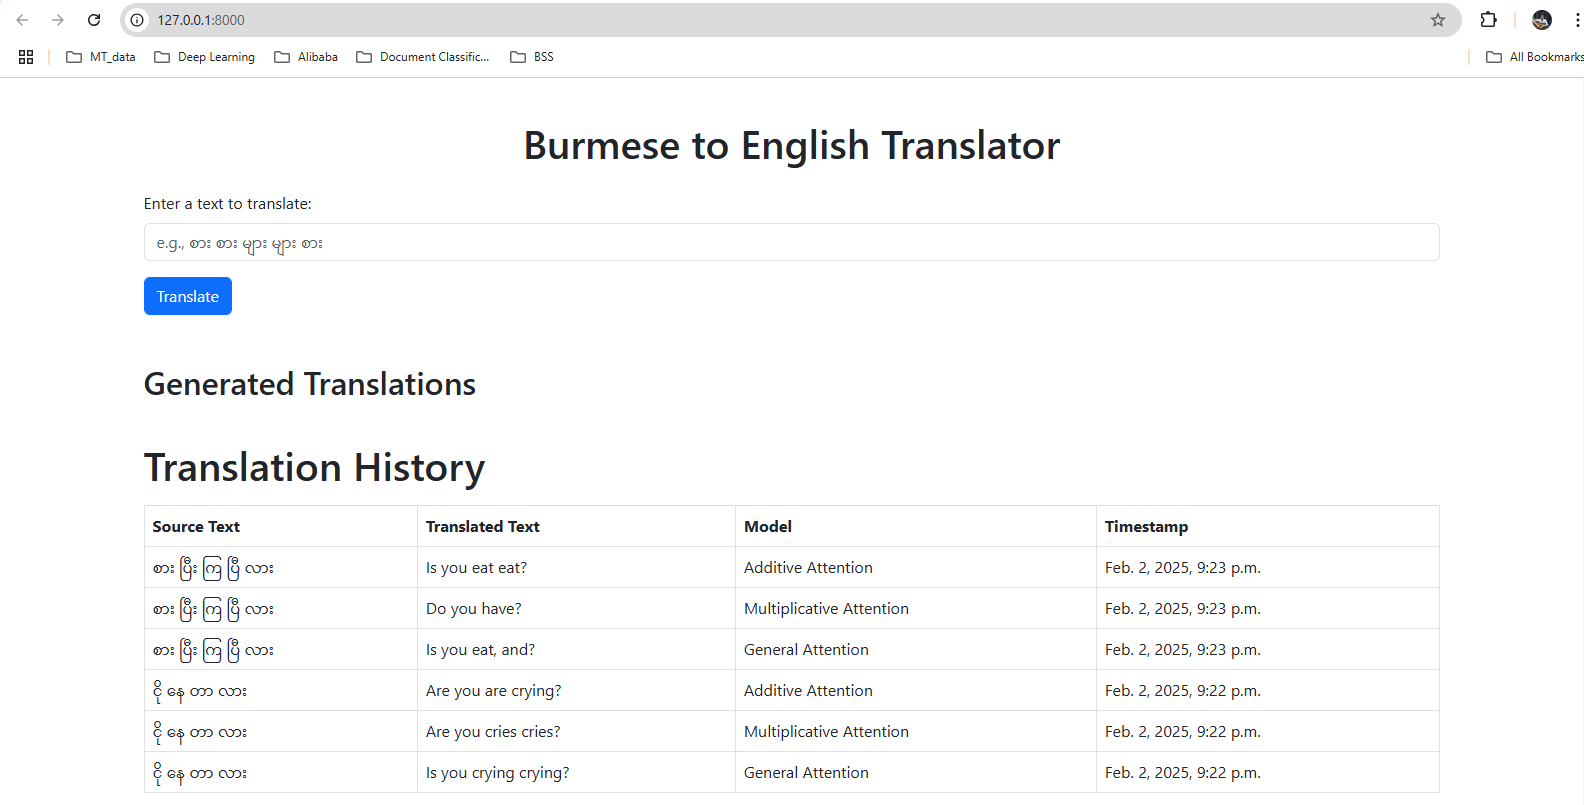 127.0.0.1:8000
MT_data Deep Learning Alibaba Document Classific... BSS All Bookmarks
Burmese to English Translator
Enter a text to translate:
e.g., စား စား များ များ စား
Translate
Generated Translations
Translation History
Source Text Translated Text Model Timestamp
စား ပြီး ကြ ပြီ လား Is you eat eat? Additive Attention Feb. 2, 2025, 9:23 p.m.
စား ပြီး ကြ ပြီ လား Do you have? Multiplicative Attention Feb. 2, 2025, 9:23 p.m.
စား ပြီး ကြ ပြီ လား Is you eat, and? General Attention Feb. 2, 2025, 9:23 p.m.
ငို နေ တာ လား Are you are crying? Additive Attention Feb. 2, 2025, 9:22 p.m.
ငို နေ တာ လား Are you cries cries? Multiplicative Attention Feb. 2, 2025, 9:22 p.m.
ငို နေ တာ လား Is you crying crying? General Attention Feb. 2, 2025, 9:22 p.m.